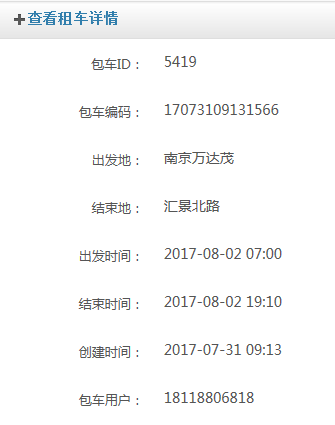 查看租车详情
包车ID： 5419
包车编码： 17073109131566
出发地： 南京万达茂
结束地： 汇景北路
出发时间： 2017-08-02 07:00
结束时间： 2017-08-02 19:10
创建时间： 2017-07-31 09:13
包车用户： 18118806818